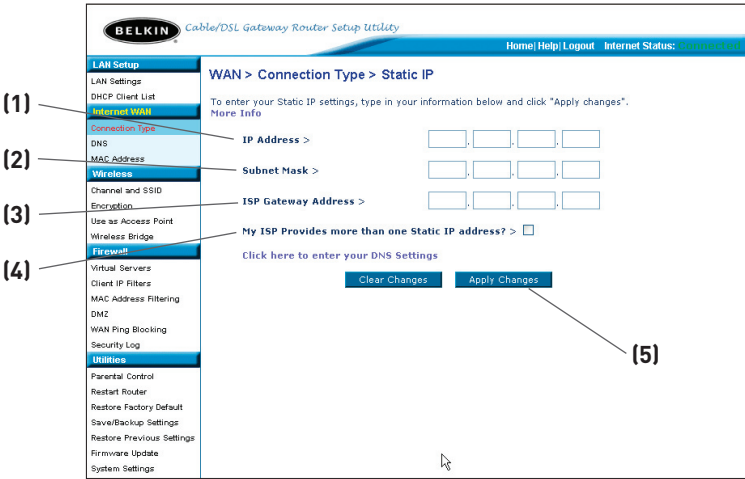 BELKIN Cable/DSL Gateway Router Setup Utility
Home| Help| Logout Internet Status:
LAN Setup
LAN Settings
DHCP Client List
Internet WAN
Connection Type
DNS
MAC Address
Wireless
Channel and SSID
Encryption
Use as Access Point
Wireless Bridge
Firewall
Virtual Servers
Client IP Filters
MAC Address Filtering
DMZ
WAN Ping Blocking
Security Log
Utilities
Parental Control
Restart Router
Restore Factory Default
Save/Backup Settings
Restore Previous Settings
Firmware Update
System Settings
WAN > Connection Type > Static IP
To enter your Static IP settings, type in your information below and click "Apply changes".
More Info
(1) IP Address >
(2) Subnet Mask >
(3) ISP Gateway Address >
(4) My ISP Provides more than one Static IP address? >
Click here to enter your DNS Settings
Clear Changes Apply Changes
(5)